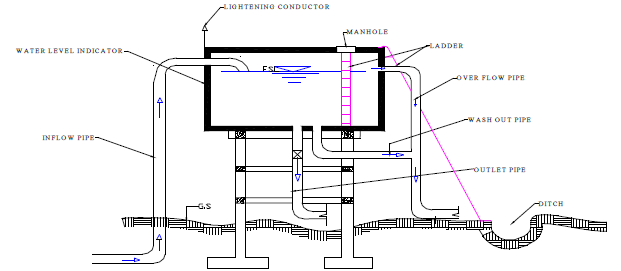 LIGHTENING CONDUCTOR
MANHOLE
LADDER
WATER LEVEL INDICATOR
FS
OVER FLOW PIPE
WASH OUT PIPE
INFLOW PIPE
OUTLET PIPE
G.S
DITCH